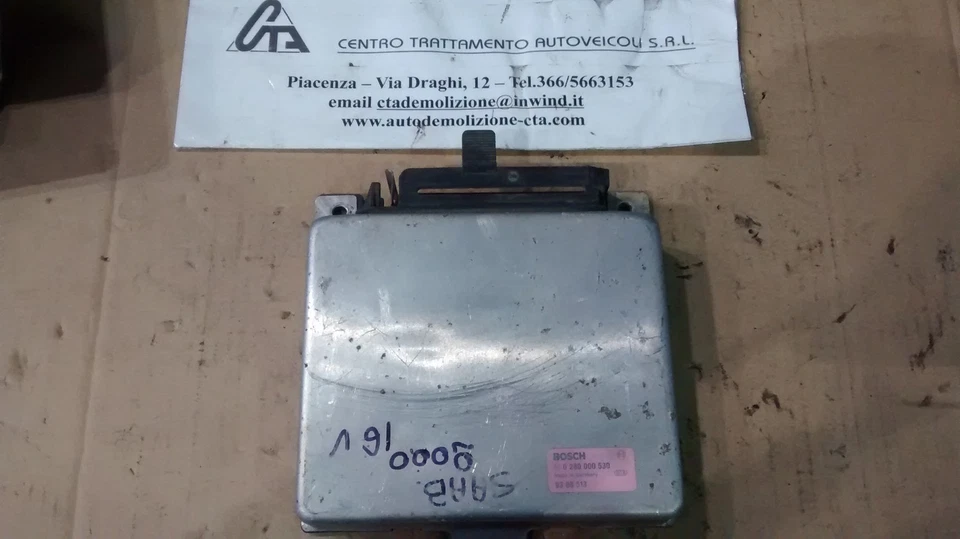 CTA
CENTRO TRATTAMENTO AUTOVEICOLI S.R.L.
Piacenza – Via Draghi, 12 – Tel.366/5663153
email ctademolizione@inwind.it
www.autodemolizione-cta.com
SAAB
9000
16 V
BOSCH